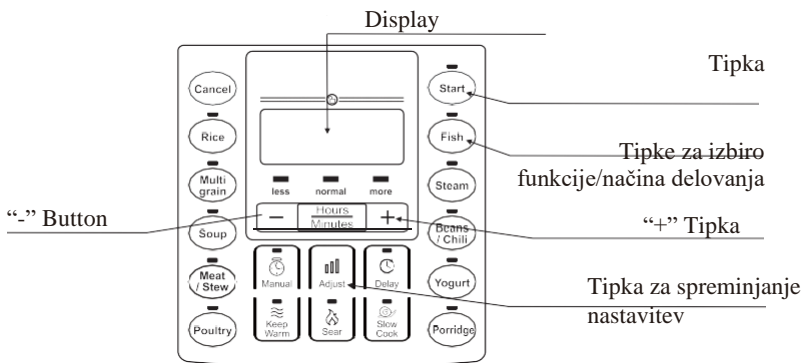 Display
Tipka
Cancel
Start
Rice
Fish
Tipke za izbiro
funkcije/načina delovanja
Multi
grain
Steam
less normal more
“-” Button
Hours
Minutes
“+” Tipka
Soup
Beans
/ Chili
Meat
/ Stew
Manual
Adjust
Delay
Yogurt
Tipka za spreminjanje
nastavitev
Poultry
Keep
Warm
Sear
Slow
Cook
Porridge